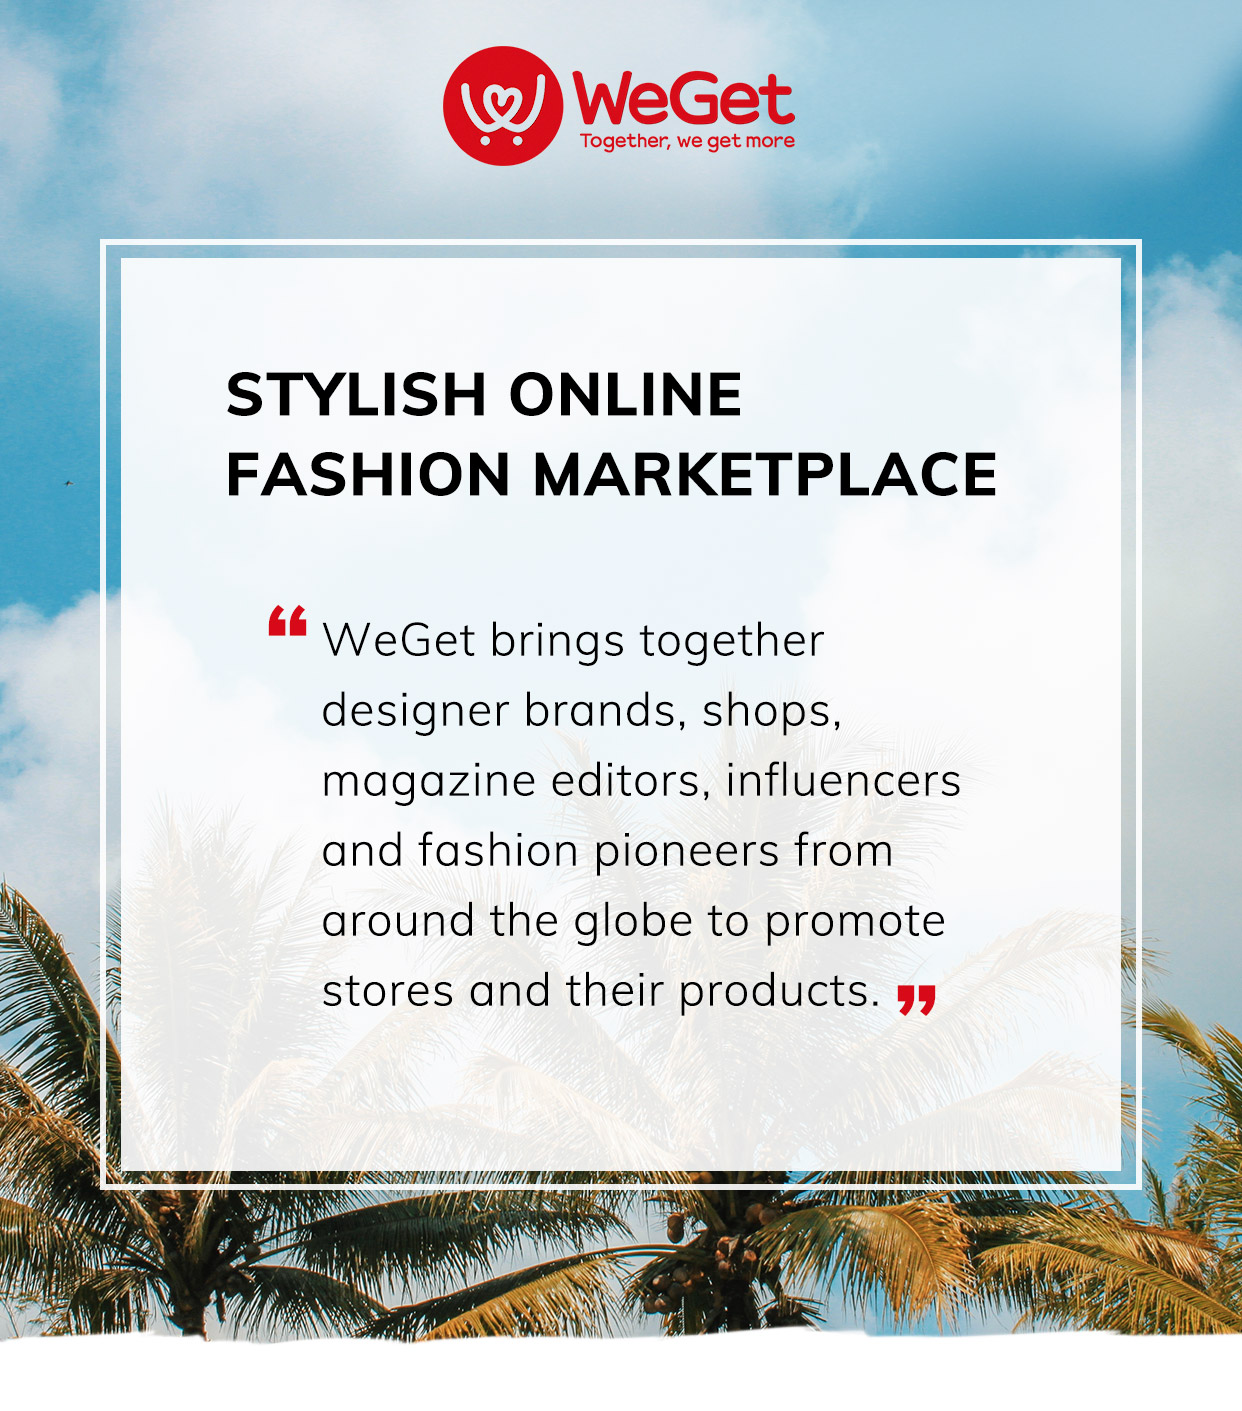 WeGet
Together, we get more
STYLISH ONLINE
FASHION MARKETPLACE
“ WeGet brings together
designer brands, shops,
magazine editors, influencers
and fashion pioneers from
around the globe to promote
stores and their products. ”